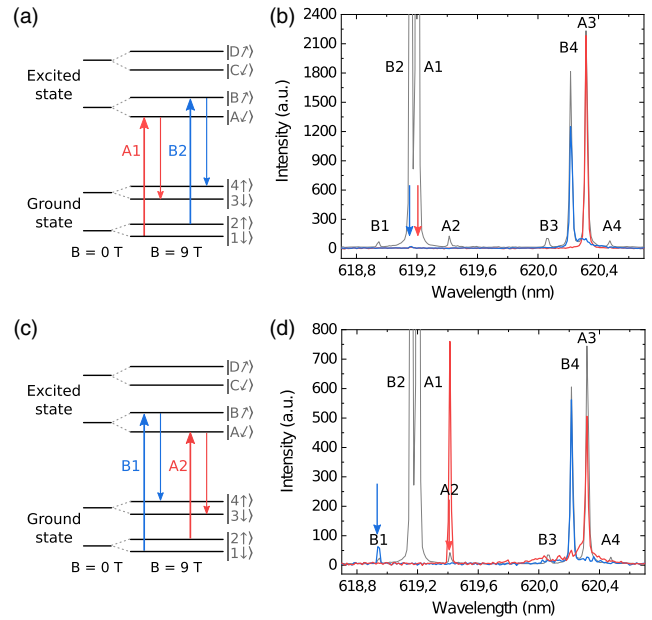 (a)
|D↗⟩
|C↙⟩
Excited
state
|B↗⟩
|A↙⟩
A1
B2
|4↑⟩
|3↓⟩
Ground
state
|2↑⟩
|1↓⟩
B = 0 T
B = 9 T
(b)
2400
2100
1800
1500
1200
900
600
300
0
Intensity (a.u.)
A3
B4
B2
A1
B1
A2
B3
A4
618,8
619,2
619,6
620,0
620,4
Wavelength (nm)
(c)
|D↗⟩
|C↙⟩
Excited
state
|B↗⟩
|A↙⟩
B1
A2
|4↑⟩
|3↓⟩
Ground
state
|2↑⟩
|1↓⟩
B = 0 T
B = 9 T
(d)
800
700
600
500
400
300
200
100
0
Intensity (a.u.)
A3
B4
B2
A1
A2
B1
B3
A4
618,8
619,2
619,6
620,0
620,4
Wavelength (nm)